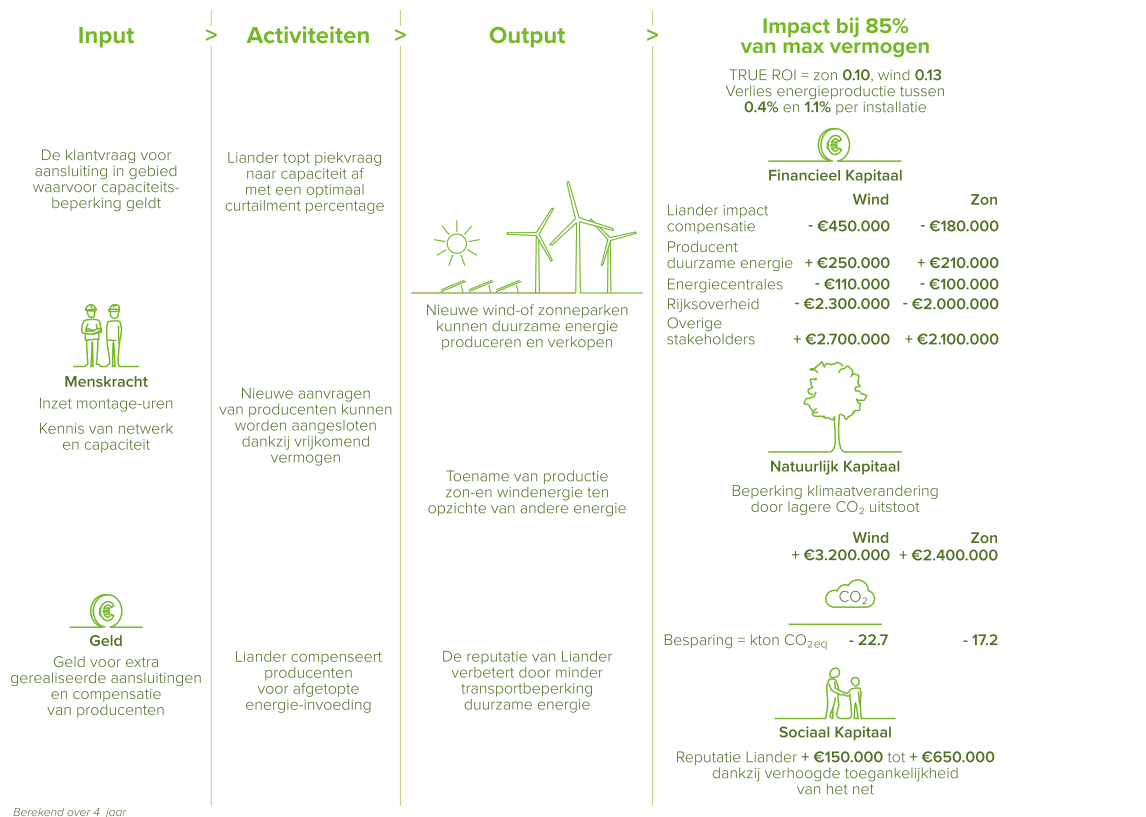 Input
De klantvraag voor
aansluiting in gebied
waarvoor capaciteits-
beperking geldt
Menskracht
Inzet montage-uren
Kennis van netwerk
en capaciteit
€
Geld
Geld voor extra
gerealiseerde aansluitingen
en compensatie
van producenten
>
Activiteiten
Liander topt piekvraag
naar capaciteit af
met een optimaal
curtailment percentage
Nieuwe aanvragen
van producenten kunnen
worden aangesloten
dankzij vrijkomend
vermogen
Liander compenseert
producenten
voor afgetopte
energie-invoeding
>
Output
Nieuwe wind-of zonneparken
kunnen duurzame energie
produceren en verkopen
Toename van productie
zon-en windenergie ten
opzichte van andere energie
De reputatie van Liander
verbetert door minder
transportbeperking
duurzame energie
>
Impact bij 85%
van max vermogen
TRUE ROI = zon 0.10, wind 0.13
Verlies energieproductie tussen
0.4% en 1.1% per installatie
€
Financieel Kapitaal
Wind Zon
Liander impact
compensatie - €450.000 - €180.000
Producent
duurzame energie + €250.000 + €210.000
Energiecentrales - €110.000 - €100.000
Rijksoverheid - €2.300.000 - €2.000.000
Overige
stakeholders + €2.700.000 + €2.100.000
Natuurlijk Kapitaal
Beperking klimaatverandering
door lagere CO₂ uitstoot
Wind Zon
+ €3.200.000 + €2.400.000
CO₂
Besparing = kton CO₂eq - 22.7 - 17.2
Sociaal Kapitaal
Reputatie Liander + €150.000 tot + €650.000
dankzij verhoogde toegankelijkheid
van het net
Berekend over 4 jaar